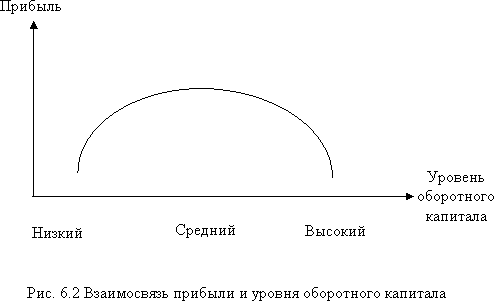 Прибыль
Уровень
оборотного
капитала
Низкий
Средний
Высокий
Рис. 6.2 Взаимосвязь прибыли и уровня оборотного капитала